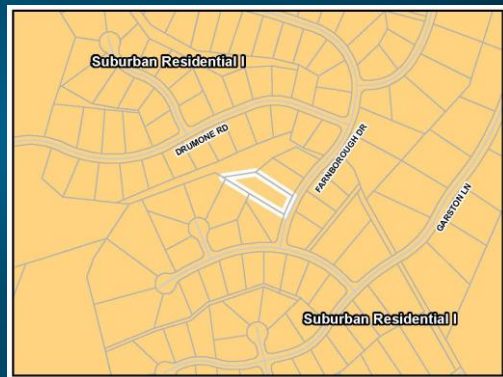 Suburban Residential I
DRUMONE RD
FARNBOROUGH DR
GARSTON LN
Suburban Residential I